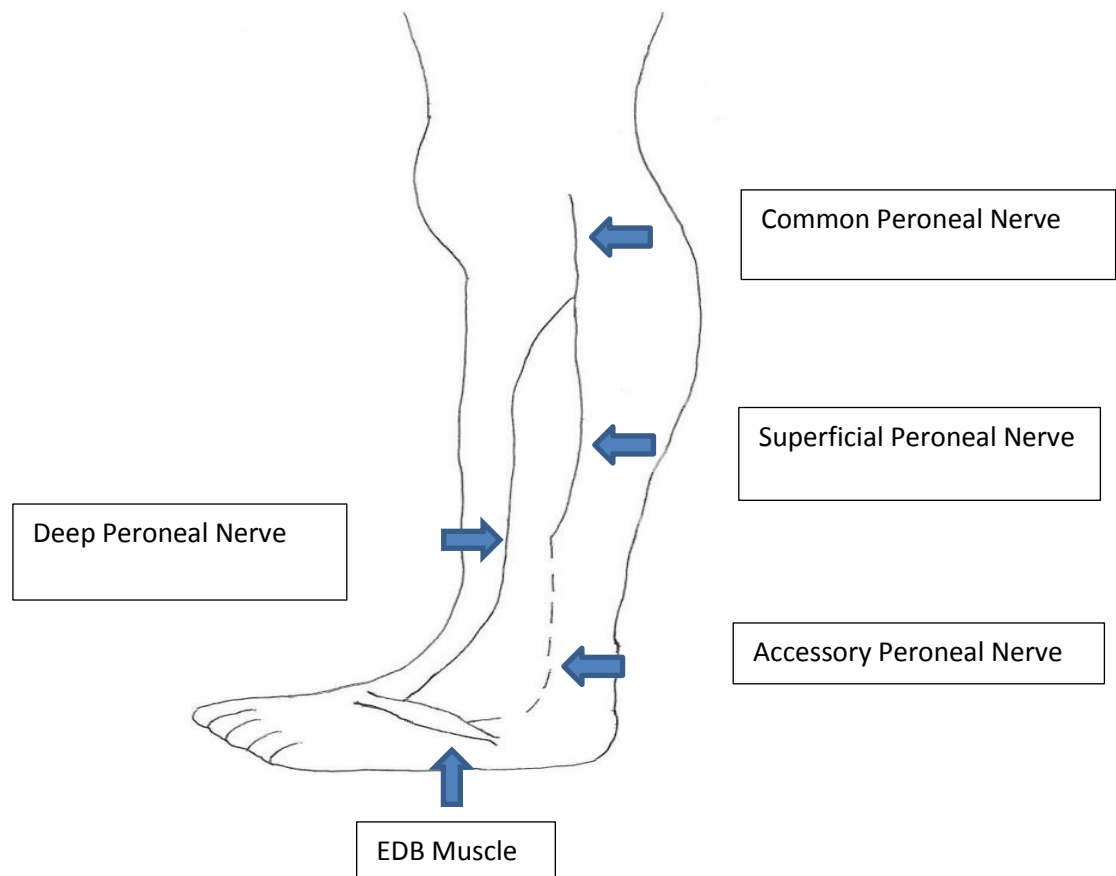 Common Peroneal Nerve
Superficial Peroneal Nerve
Deep Peroneal Nerve
Accessory Peroneal Nerve
EDB Muscle